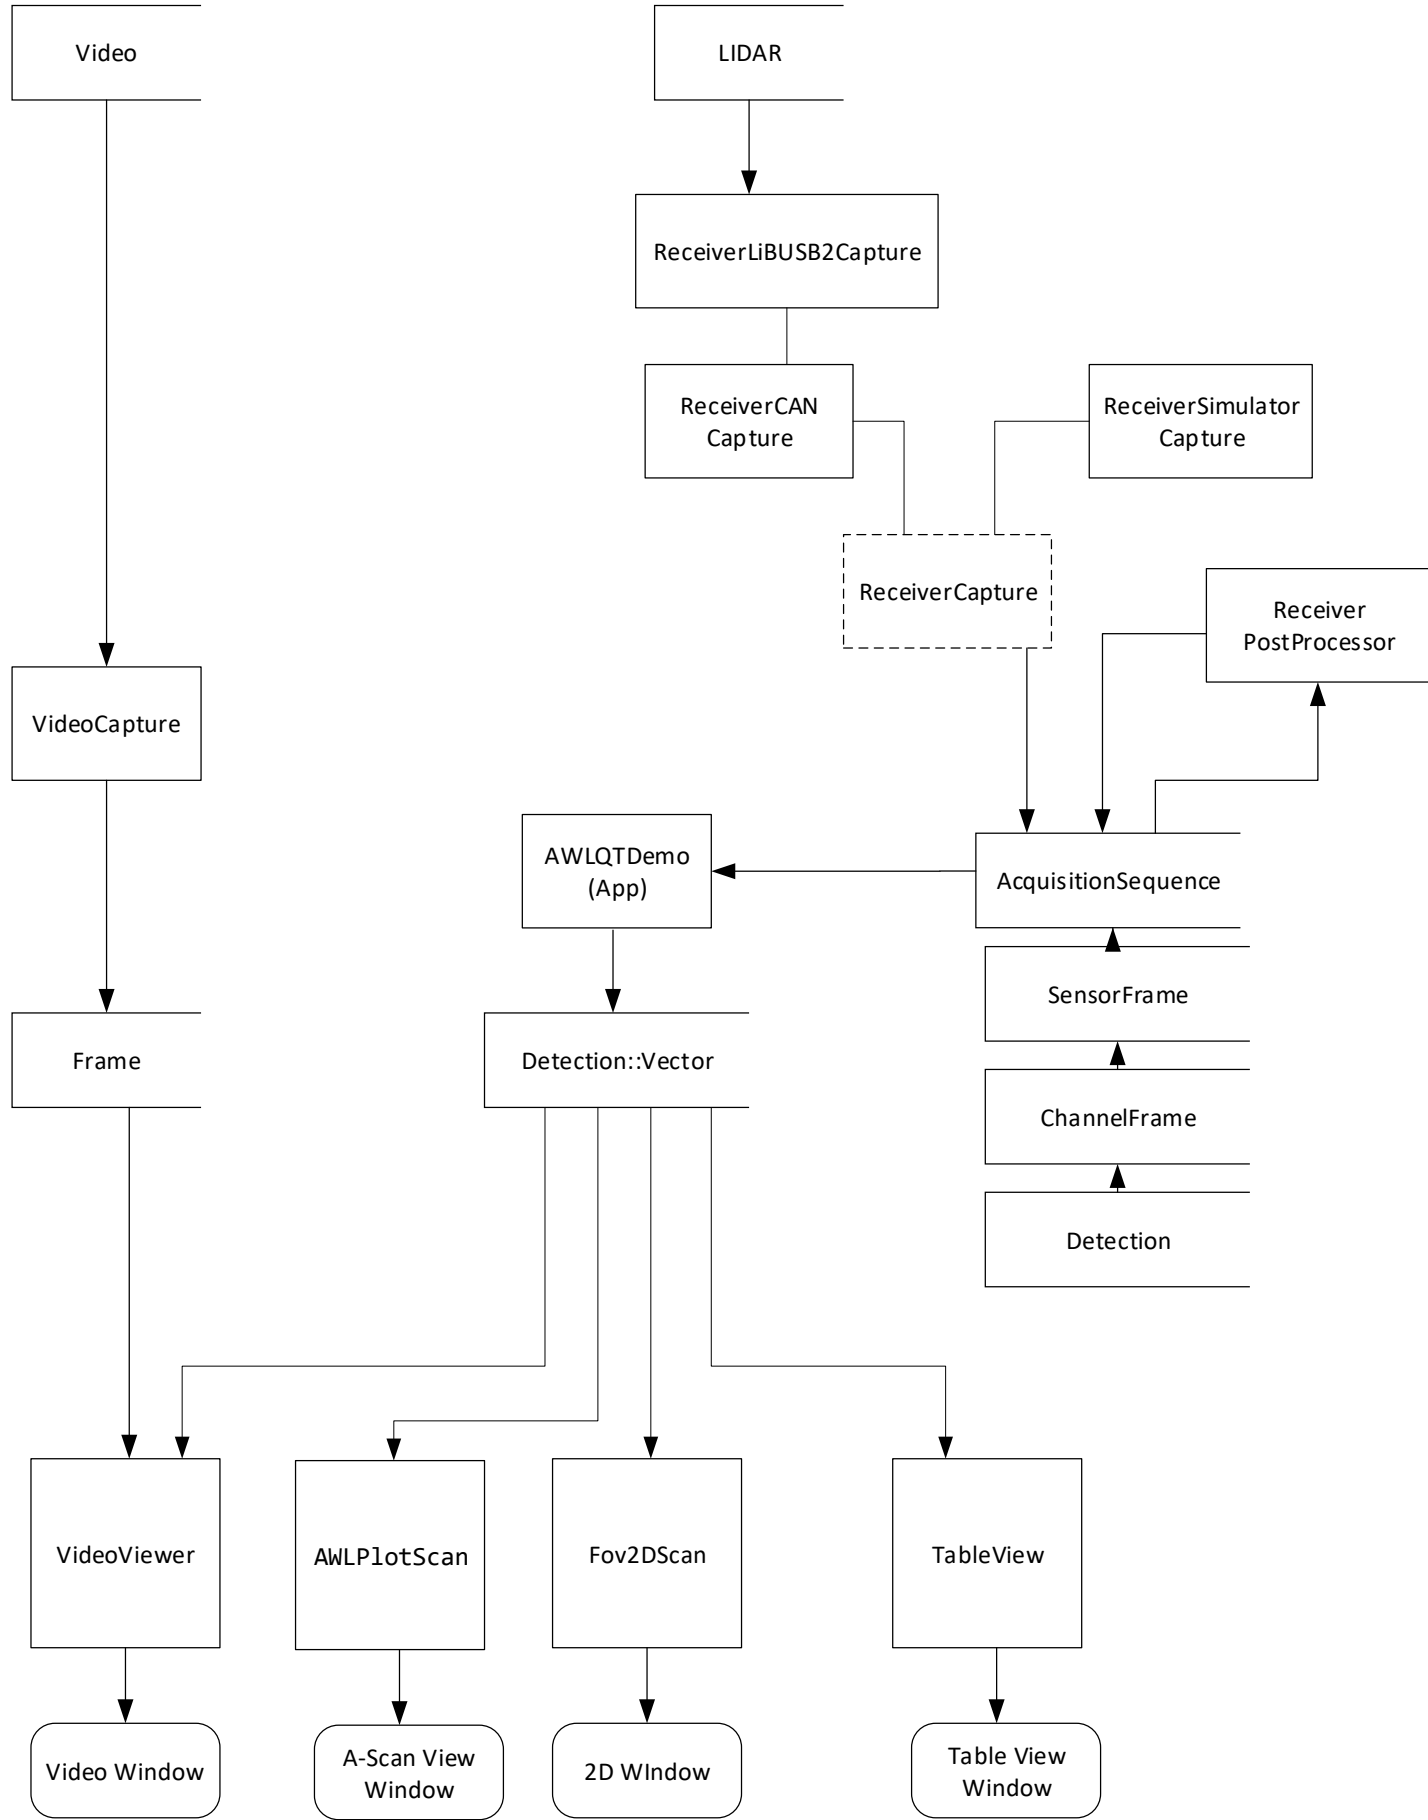 Video
LIDAR
ReceiverLiBUSB2Capture
ReceiverCAN
Capture
ReceiverSimulator
Capture
ReceiverCapture
Receiver
PostProcessor
VideoCapture
AWLQTDemo
(App)
AcquisitionSequence
SensorFrame
Frame
Detection::Vector
ChannelFrame
Detection
VideoViewer
AWLPlotScan
Fov2DScan
TableView
Video Window
A-Scan View
Window
2D WIndow
Table View
Window